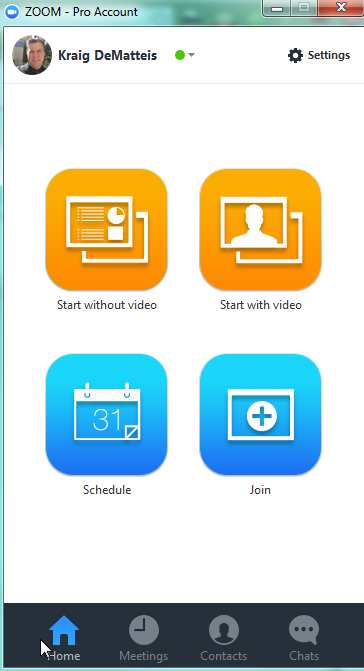 ZOOM - Pro Account
Kraig DeMatteis
Settings
Start without video
Start with video
31
Schedule
Join
Home
Meetings
Contacts
Chats